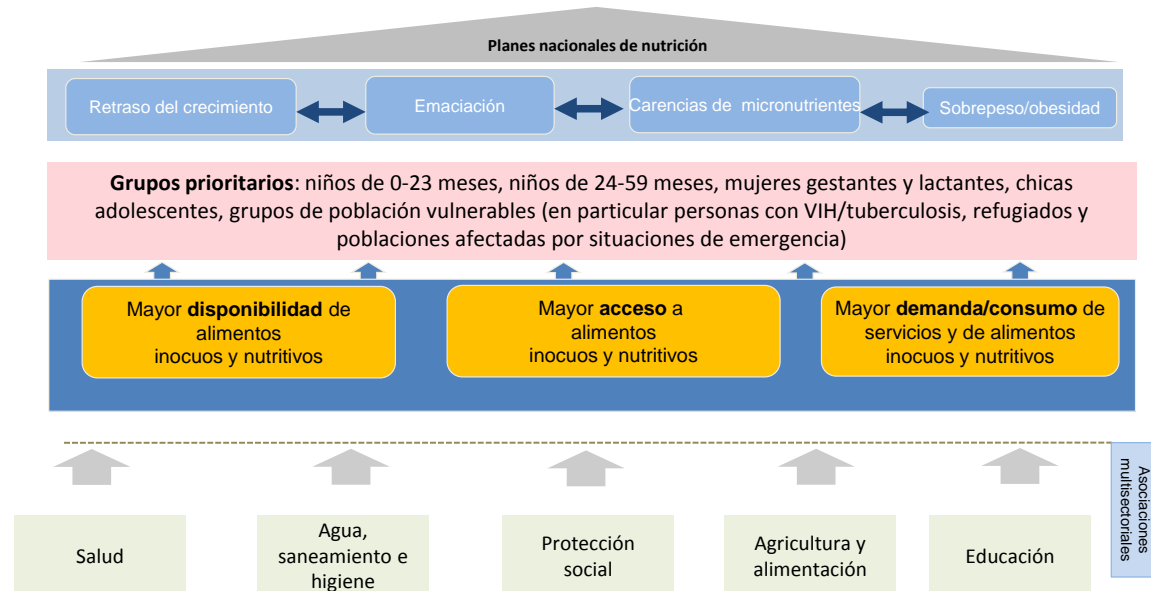 Planes nacionales de nutrición
Retraso del crecimiento
Emaciación
Carencias de micronutrientes
Sobrepeso/obesidad
Grupos prioritarios: niños de 0-23 meses, niños de 24-59 meses, mujeres gestantes y lactantes, chicas
adolescentes, grupos de población vulnerables (en particular personas con VIH/tuberculosis, refugiados y
poblaciones afectadas por situaciones de emergencia)
Mayor disponibilidad de
alimentos
inocuos y nutritivos
Mayor acceso a
alimentos
inocuos y nutritivos
Mayor demanda/consumo de
servicios y de alimentos
inocuos y nutritivos
Asociaciones
multisectoriales
Salud
Agua,
saneamiento e
higiene
Protección
social
Agricultura y
alimentación
Educación